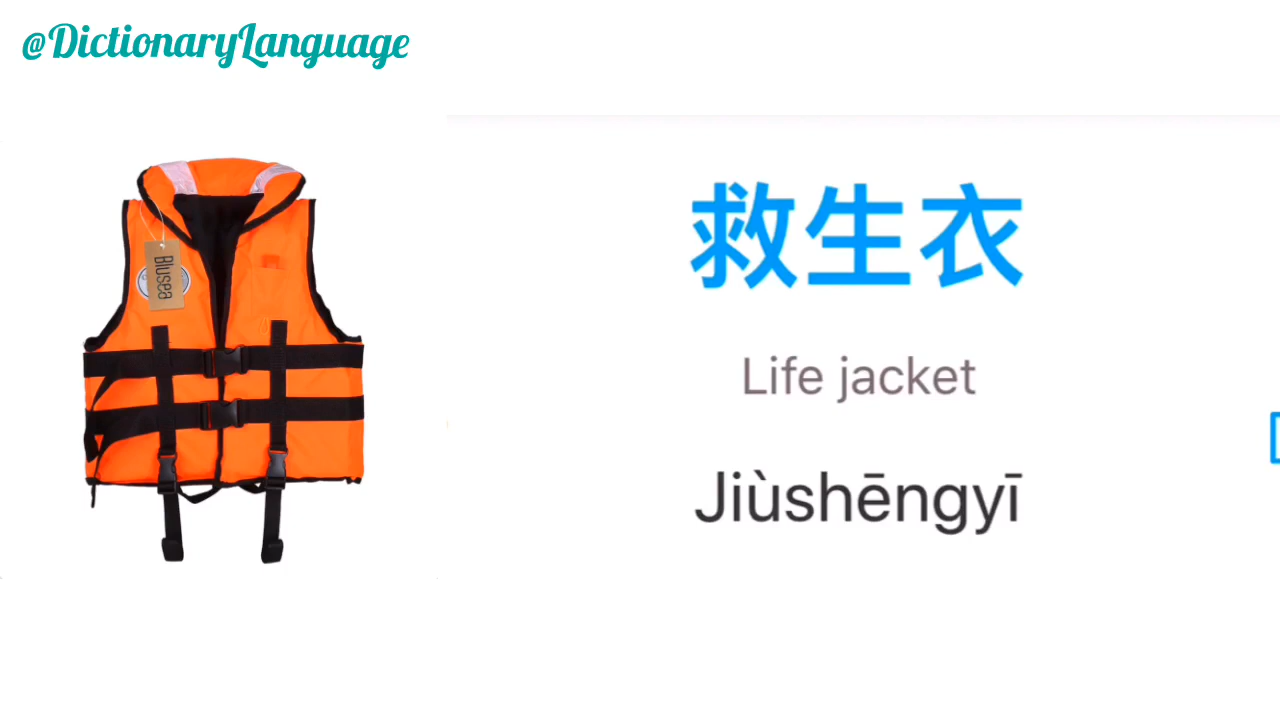 @DictionaryLanguage
Blusea
救生衣
Life jacket
Jiùshēngyī